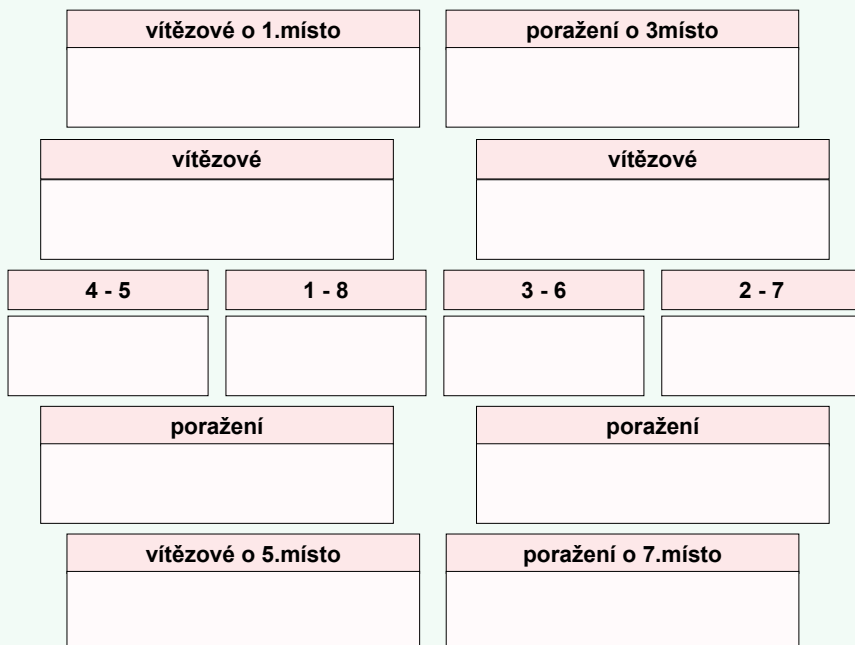 vítězové o 1.místo
poražení o 3místo
vítězové
vítězové
4 - 5
1 - 8
3 - 6
2 - 7
poražení
poražení
vítězové o 5.místo
poražení o 7.místo